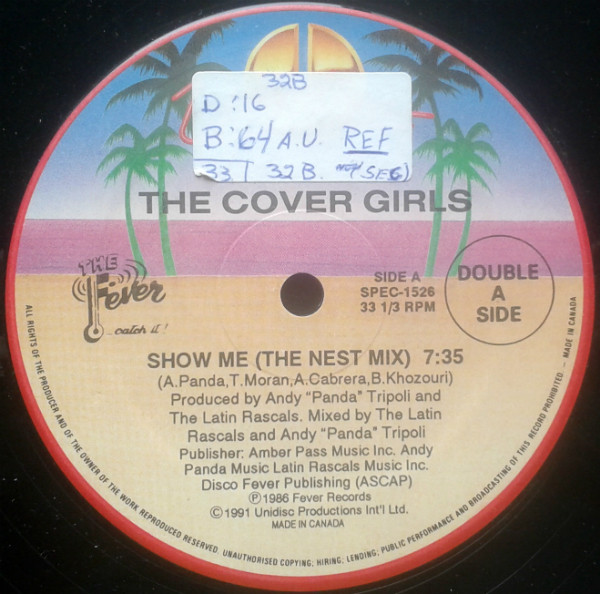 32B
D:16
B:64 A.U. REF
33 32B. SEG)
THE COVER GIRLS
THE Fever
...catch it!
SIDE A
SPEC-1526
33 1/3 RPM
DOUBLE
A
SIDE
SHOW ME (THE NEST MIX) 7:35
(A.Panda,T.Moran,A.Cabrera,B.Khozouri)
Produced by Andy "Panda" Tripoli and
The Latin Rascals. Mixed by The Latin
Rascals and Andy "Panda" Tripoli
Publisher: Amber Pass Music Inc. Andy
Panda Music Latin Rascals Music Inc.
Disco Fever Publishing (ASCAP)
Ⓟ1986 Fever Records
©1991 Unidisc Productions Int'l Ltd.
MADE IN CANADA
ALL RIGHTS OF THE PRODUCER AND OF THE OWNER OF THE WORK REPRODUCED RESERVED. UNAUTHORISED COPYING; HIRING; LENDING; PUBLIC PERFORMANCE AND BROADCASTING OF THIS RECORD PROHIBITED - MADE IN CANADA